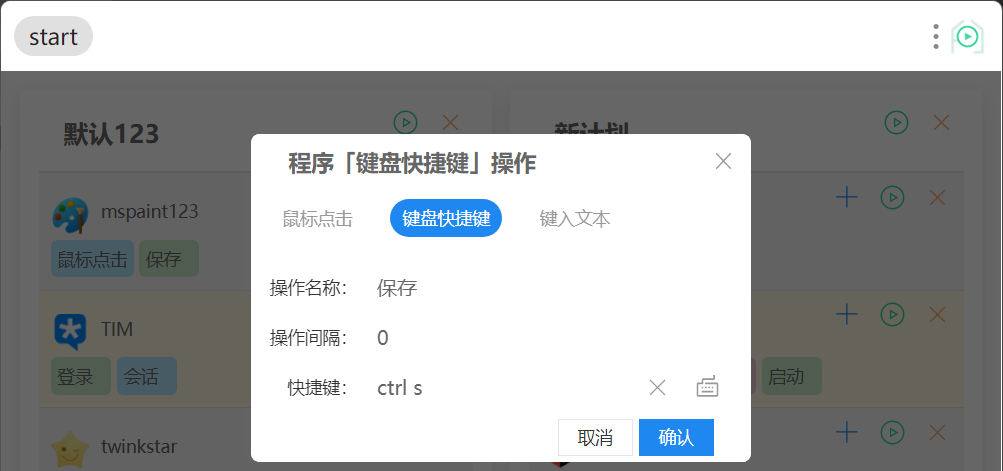 start
默认123
新计划
程序「键盘快捷键」操作
鼠标点击 键盘快捷键 键入文本
mspaint123
鼠标点击 保存
操作名称: 保存
TIM
操作间隔: 0
登录 会话
启动
快捷键: ctrl s
取消 确认
twinkstar